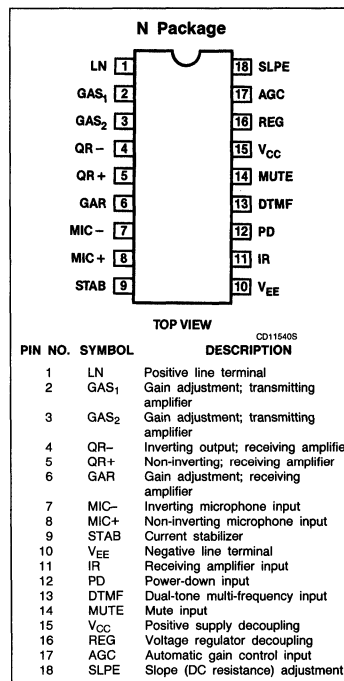 N Package
LN 1 18 SLPE
GAS₁ 2 17 AGC
GAS₂ 3 16 REG
QR− 4 15 VCC
QR+ 5 14 MUTE
GAR 6 13 DTMF
MIC− 7 12 PD
MIC+ 8 11 IR
STAB 9 10 VEE
TOP VIEW
CD11540S
PIN NO. SYMBOL DESCRIPTION
1 LN Positive line terminal
2 GAS₁ Gain adjustment; transmitting
amplifier
3 GAS₂ Gain adjustment; transmitting
amplifier
4 QR− Inverting output; receiving amplifie
5 QR+ Non-inverting; receiving amplifier
6 GAR Gain adjustment; receiving
amplifier
7 MIC− Inverting microphone input
8 MIC+ Non-inverting microphone input
9 STAB Current stabilizer
10 VEE Negative line terminal
11 IR Receiving amplifier input
12 PD Power-down input
13 DTMF Dual-tone multi-frequency input
14 MUTE Mute input
15 VCC Positive supply decoupling
16 REG Voltage regulator decoupling
17 AGC Automatic gain control input
18 SLPE Slope (DC resistance) adjustment